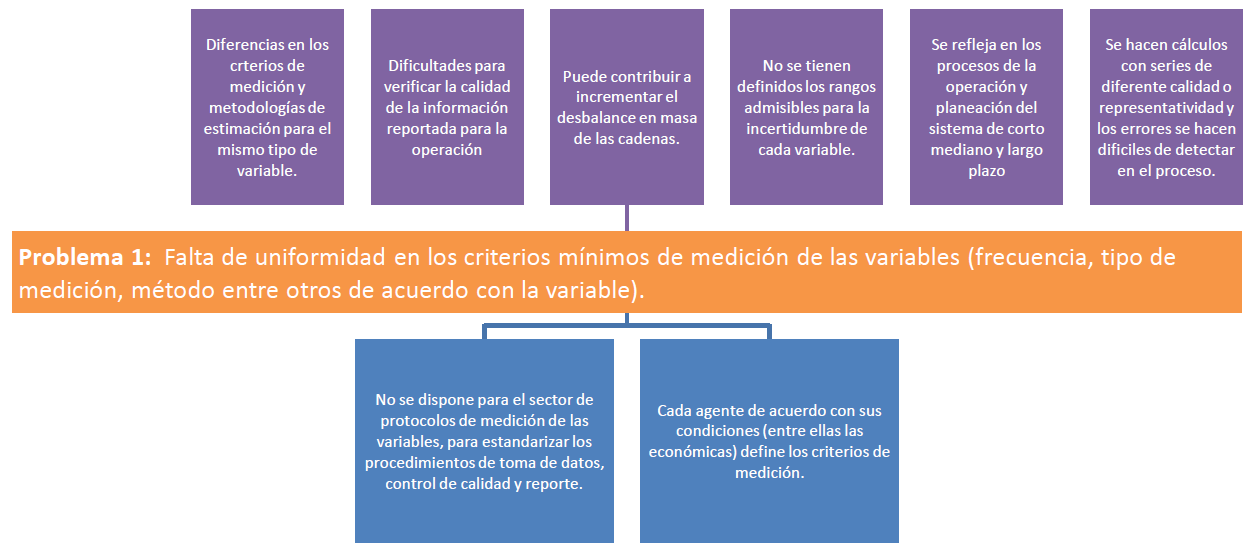 Diferencias en los
crterios de
medición y
metodologías de
estimación para el
mismo tipo de
variable.
Dificultades para
verificar la calidad
de la información
reportada para la
operación
Puede contribuir a
incrementar el
desbalance en masa
de las cadenas.
No se tienen
definidos los rangos
admisibles para la
incertidumbre de
cada variable.
Se refleja en los
procesos de la
operación y
planeación del
sistema de corto
mediano y largo
plazo
Se hacen cálculos
con series de
diferente calidad o
representatividad y
los errores se hacen
dificiles de detectar
en el proceso.
Problema 1: Falta de uniformidad en los criterios mínimos de medición de las variables (frecuencia, tipo de
medición, método entre otros de acuerdo con la variable).
No se dispone para el sector de
protocolos de medición de las
variables, para estandarizar los
procedimientos de toma de datos,
control de calidad y reporte.
Cada agente de acuerdo con sus
condiciones (entre ellas las
económicas) define los criterios de
medición.